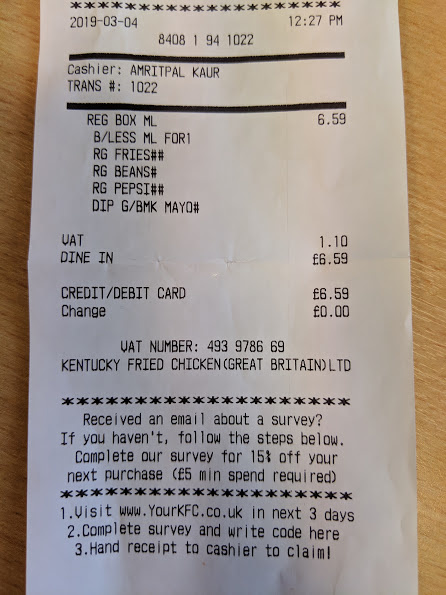 ************************
2019-03-04 12:27 PM
8408 1 94 1022
Cashier: AMRITPAL KAUR
TRANS #: 1022
REG BOX ML 6.59
B/LESS ML FOR1
RG FRIES##
RG BEANS#
RG PEPSI##
DIP G/BMK MAYO#
VAT 1.10
DINE IN £6.59
CREDIT/DEBIT CARD £6.59
Change £0.00
VAT NUMBER: 493 9786 69
KENTUCKY FRIED CHICKEN(GREAT BRITAIN)LTD
************************
Received an email about a survey?
If you haven't, follow the steps below.
Complete our survey for 15% off your
next purchase (£5 min spend required)
************************
1.Visit www.YourKFC.co.uk in next 3 days
2.Complete survey and write code here
3.Hand receipt to cashier to claim!